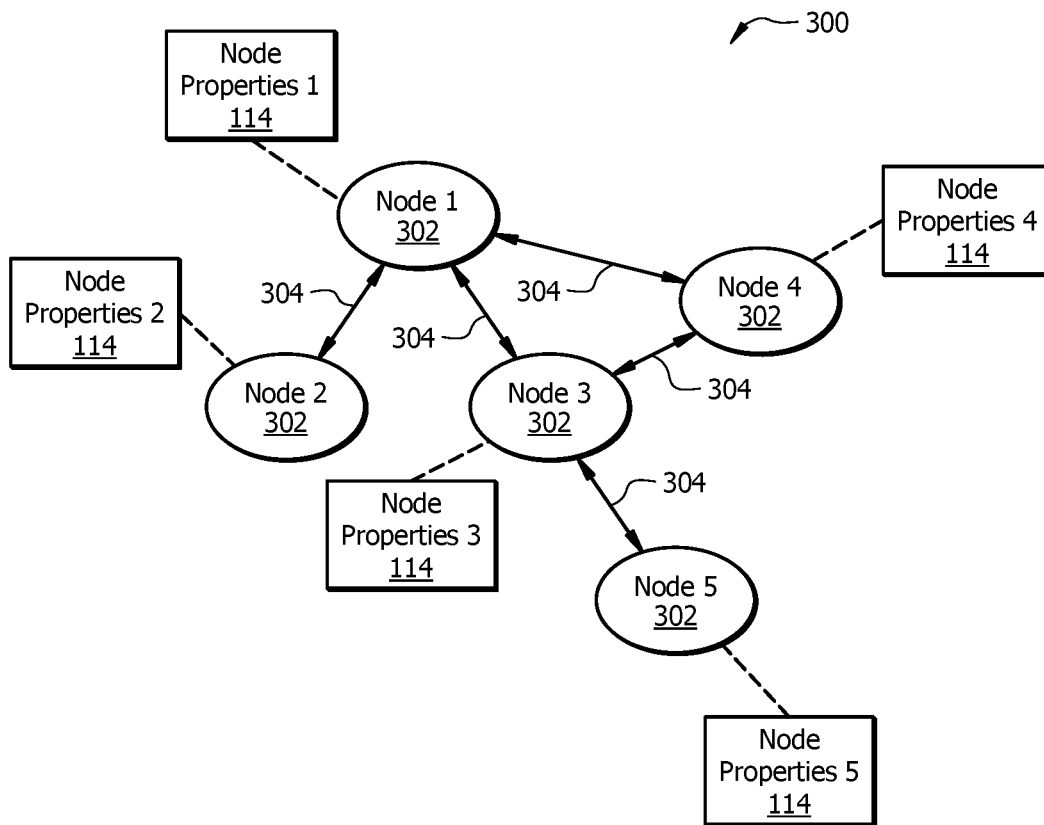 300
Node
Properties 1
114
Node 1
302
Node
Properties 4
114
Node
Properties 2
114
304
304
304
Node 4
302
304
Node 2
302
Node 3
302
Node
Properties 3
114
304
Node 5
302
Node
Properties 5
114